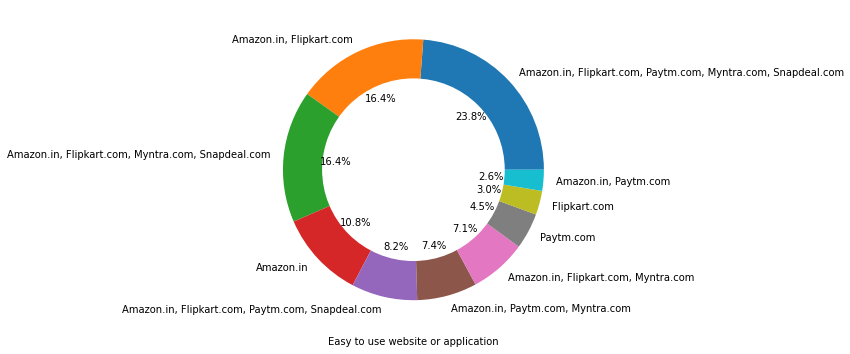 Amazon.in, Flipkart.com
Amazon.in, Flipkart.com, Paytm.com, Myntra.com, Snapdeal.com
16.4%
23.8%
Amazon.in, Flipkart.com, Myntra.com, Snapdeal.com
16.4%
2.6%
Amazon.in, Paytm.com
3.0%
Flipkart.com
4.5%
Paytm.com
10.8%
7.1%
8.2%
7.4%
Amazon.in
Amazon.in, Flipkart.com, Myntra.com
Amazon.in, Flipkart.com, Paytm.com, Snapdeal.com
Amazon.in, Paytm.com, Myntra.com
Easy to use website or application